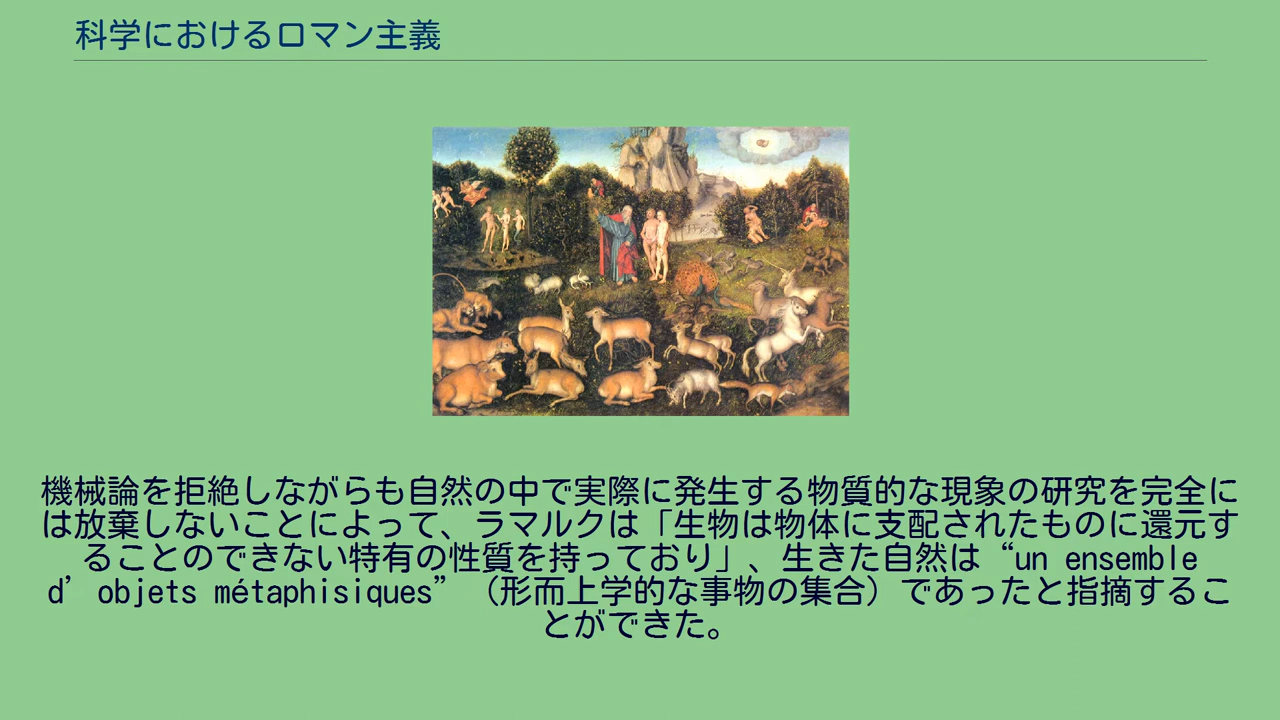 科学におけるロマン主義
機械論を拒絶しながらも自然の中で実際に発生する物質的な現象の研究を完全に
は放棄しないことによって、ラマルクは「生物は物体に支配されたものに還元す
ることのできない特有の性質を持っており」、生きた自然は“un ensemble
d’objets métaphisiques”（形而上学的な事物の集合）であったと指摘するこ
とができた。